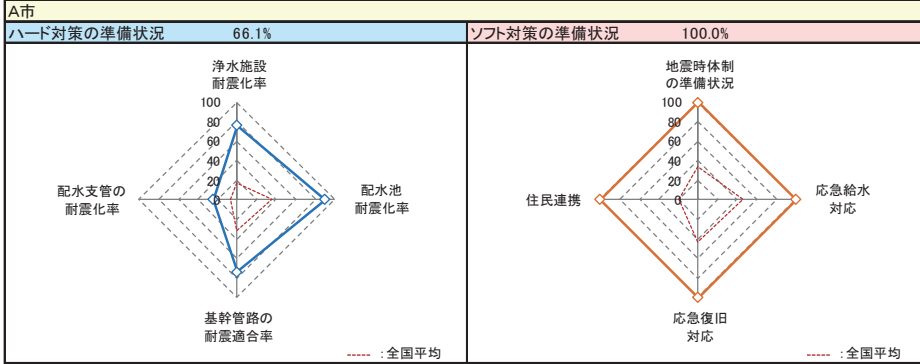 A市
ハード対策の準備状況 66.1%
ソフト対策の準備状況 100.0%
浄水施設
耐震化率
100
80
60
40
20
0
配水支管の
耐震化率
配水池
耐震化率
基幹管路の
耐震適合率
:全国平均
地震時体制
の準備状況
100
80
60
40
20
0
住民連携
応急給水
対応
応急復旧
対応
:全国平均